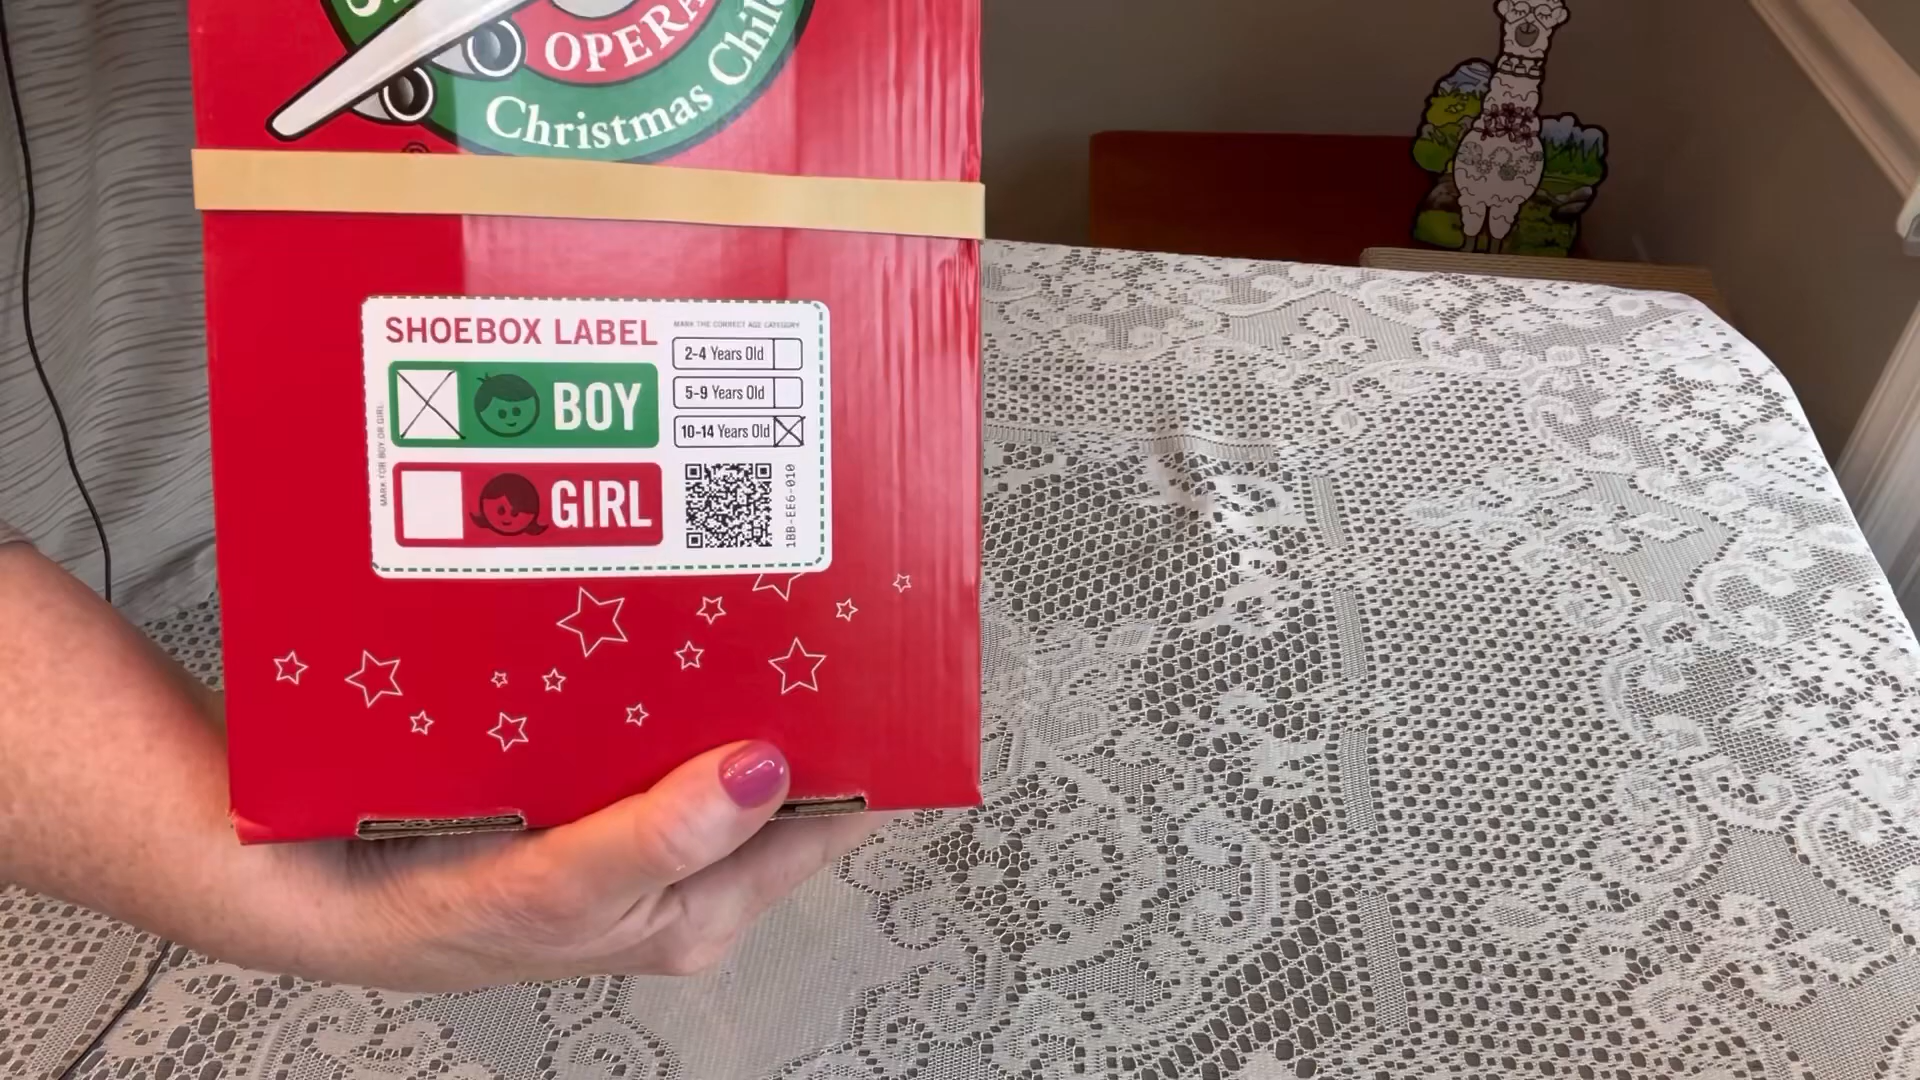 OPERA
Christmas Chil
SHOEBOX LABEL
MARK THE CORRECT AGE CATEGORY
2-4 Years Old
5-9 Years Old
10-14 Years Old
MARK FOR BOY OR GIRL
BOY
GIRL
1BB-EE6-010